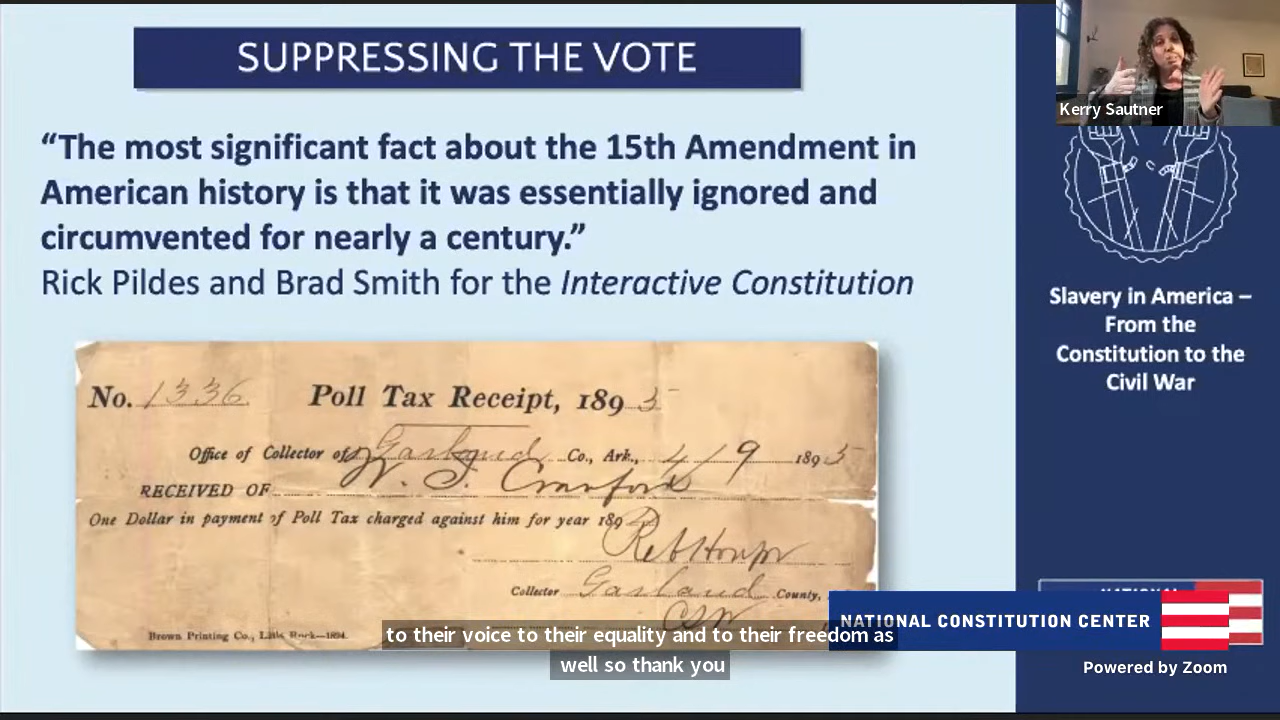 SUPPRESSING THE VOTE
Kerry Sautner
“The most significant fact about the 15th Amendment in
American history is that it was essentially ignored and
circumvented for nearly a century.”
Rick Pildes and Brad Smith for the Interactive Constitution
Slavery in America –
From the
Constitution to the
Civil War
No. 1336 Poll Tax Receipt, 1895
Office of Collector of Garland Co., Ark., 4/9 1895
RECEIVED OF W. J. Crawford
One Dollar in payment of Poll Tax charged against him for year 189
Collector Garland County,
Brown Printing Co., Little Rock—1894.
NATIONAL CONSTITUTION CENTER
Powered by Zoom
to their voice to their equality and to their freedom as
well so thank you